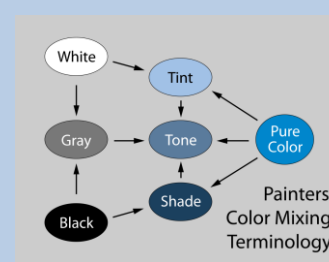 White
Tint
Gray
Tone
Pure
Color
Black
Shade
Painters
Color Mixing
Terminology